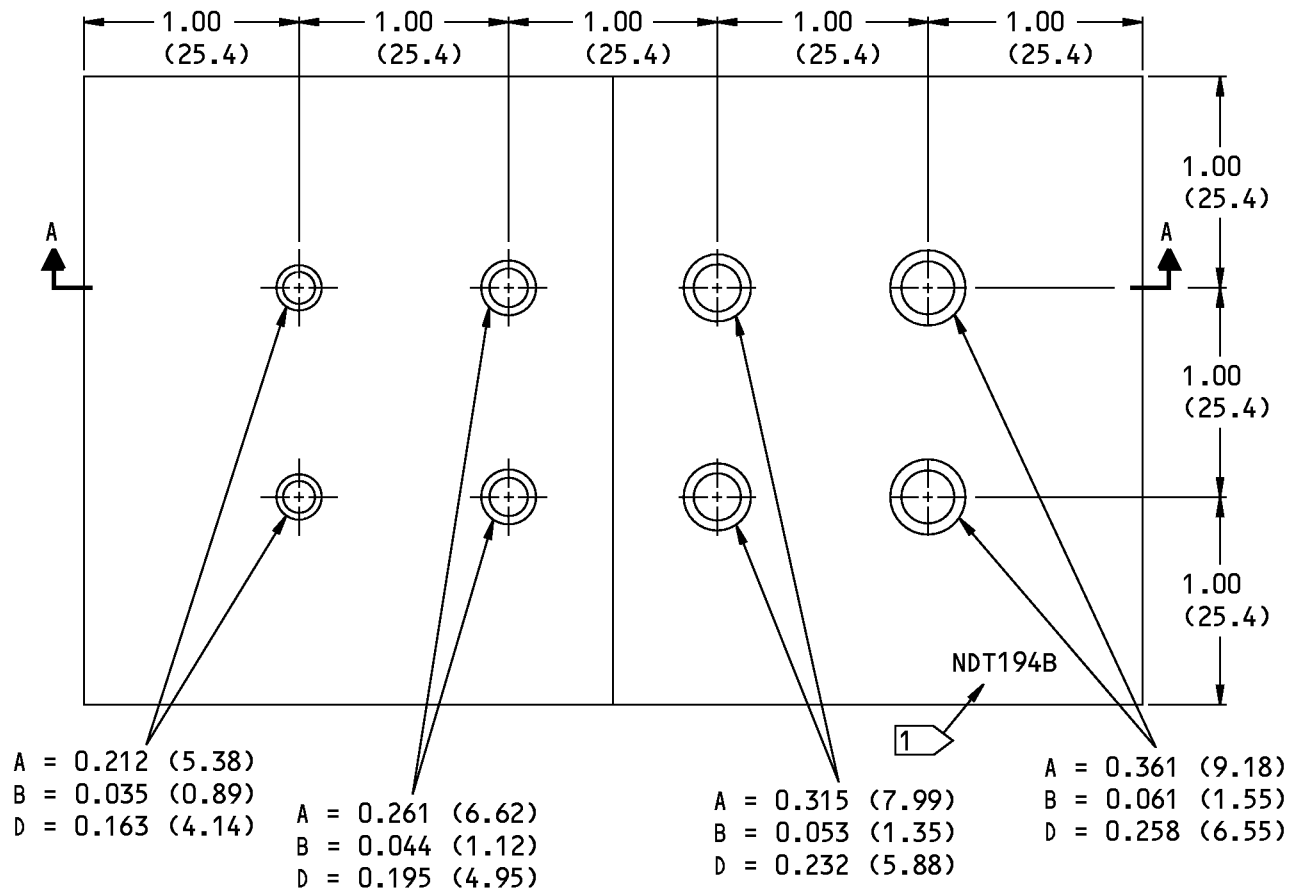 1.00 1.00 1.00 1.00 1.00
(25.4) (25.4) (25.4) (25.4) (25.4)
1.00
(25.4)
A A
1.00
(25.4)
1.00
(25.4)
NDT194B
1
A = 0.212 (5.38)
B = 0.035 (0.89)
D = 0.163 (4.14)
A = 0.261 (6.62)
B = 0.044 (1.12)
D = 0.195 (4.95)
A = 0.315 (7.99)
B = 0.053 (1.35)
D = 0.232 (5.88)
A = 0.361 (9.18)
B = 0.061 (1.55)
D = 0.258 (6.55)